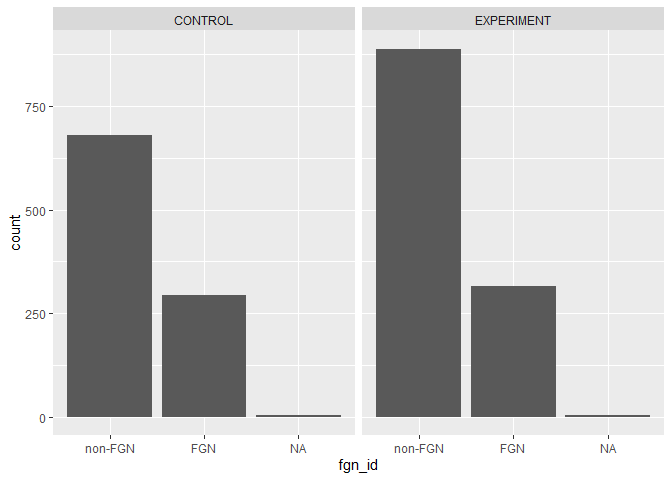 CONTROL EXPERIMENT
count
750
500
250
0
non-FGN FGN NA non-FGN FGN NA
fgn_id